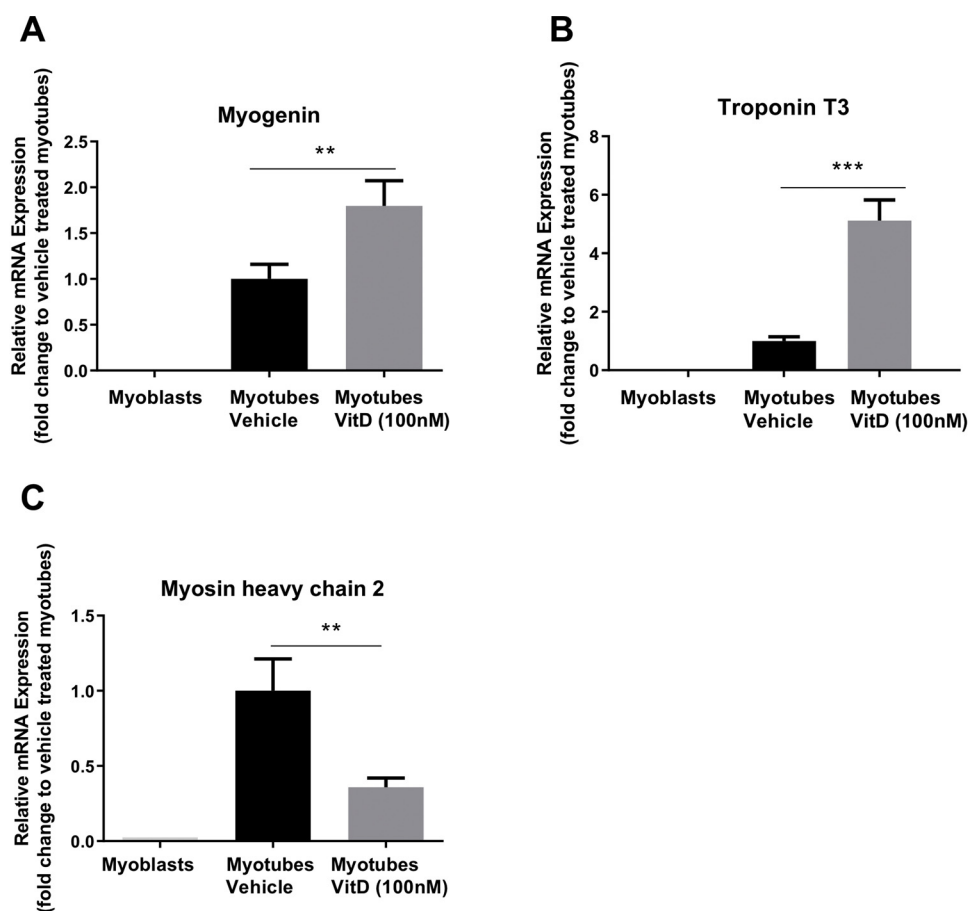 A
Relative mRNA Expression
(fold change to vehicle treated myotubes)
Myogenin
2.5
2.0
1.5
1.0
0.5
0.0
**
Myoblasts
Myotubes
Vehicle
Myotubes
VitD (100nM)
B
Relative mRNA Expression
(fold change to vehicle treated myotubes)
Troponin T3
8
6
4
2
0
***
Myoblasts
Myotubes
Vehicle
Myotubes
VitD (100nM)
C
Relative mRNA Expression
(fold change to vehicle treated myotubes)
Myosin heavy chain 2
1.5
1.0
0.5
0.0
**
Myoblasts
Myotubes
Vehicle
Myotubes
VitD (100nM)